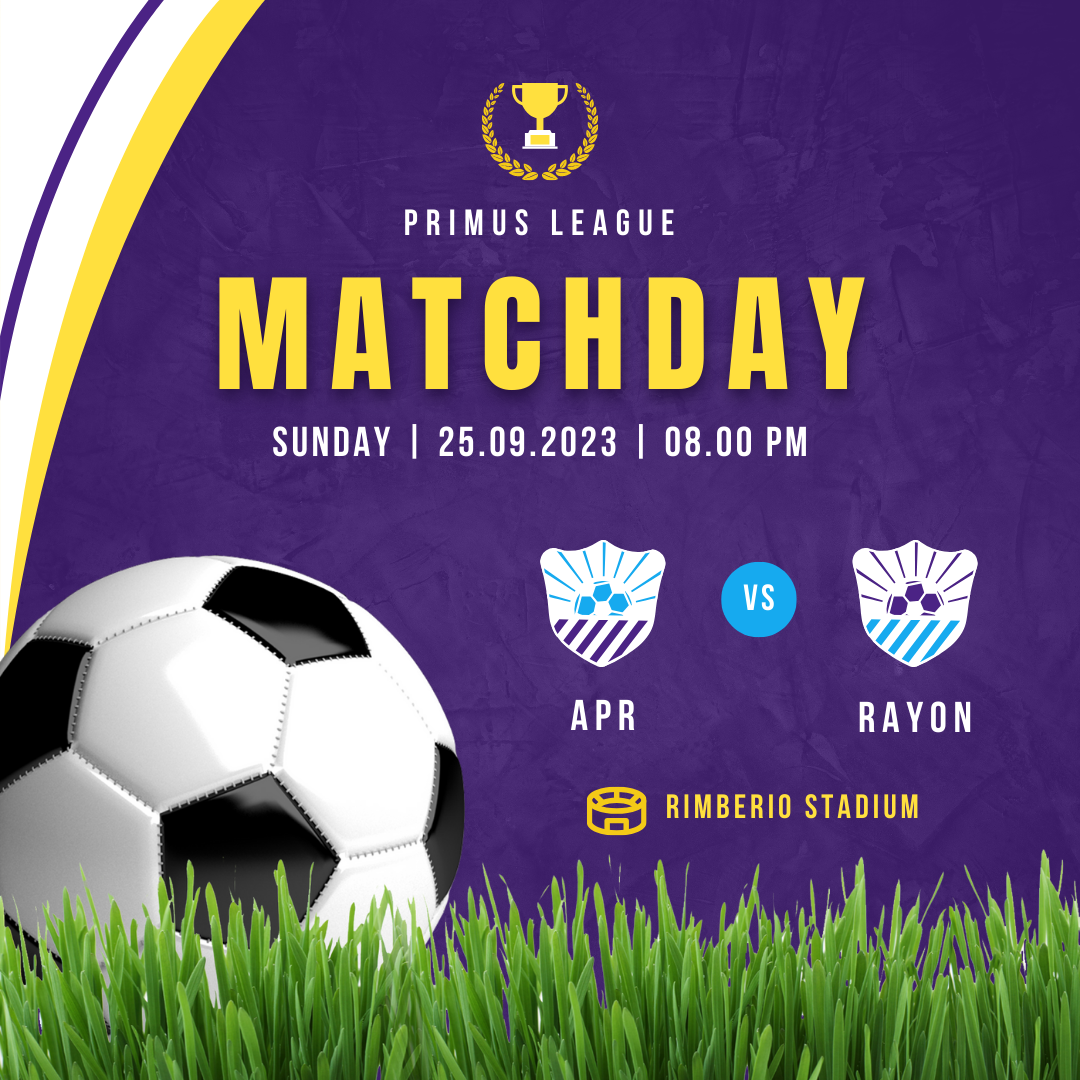 PRIMUS LEAGUE
MATCHDAY
SUNDAY | 25.09.2023 | 08.00 PM
VS
APR
RAYON
RIMBERIO STADIUM